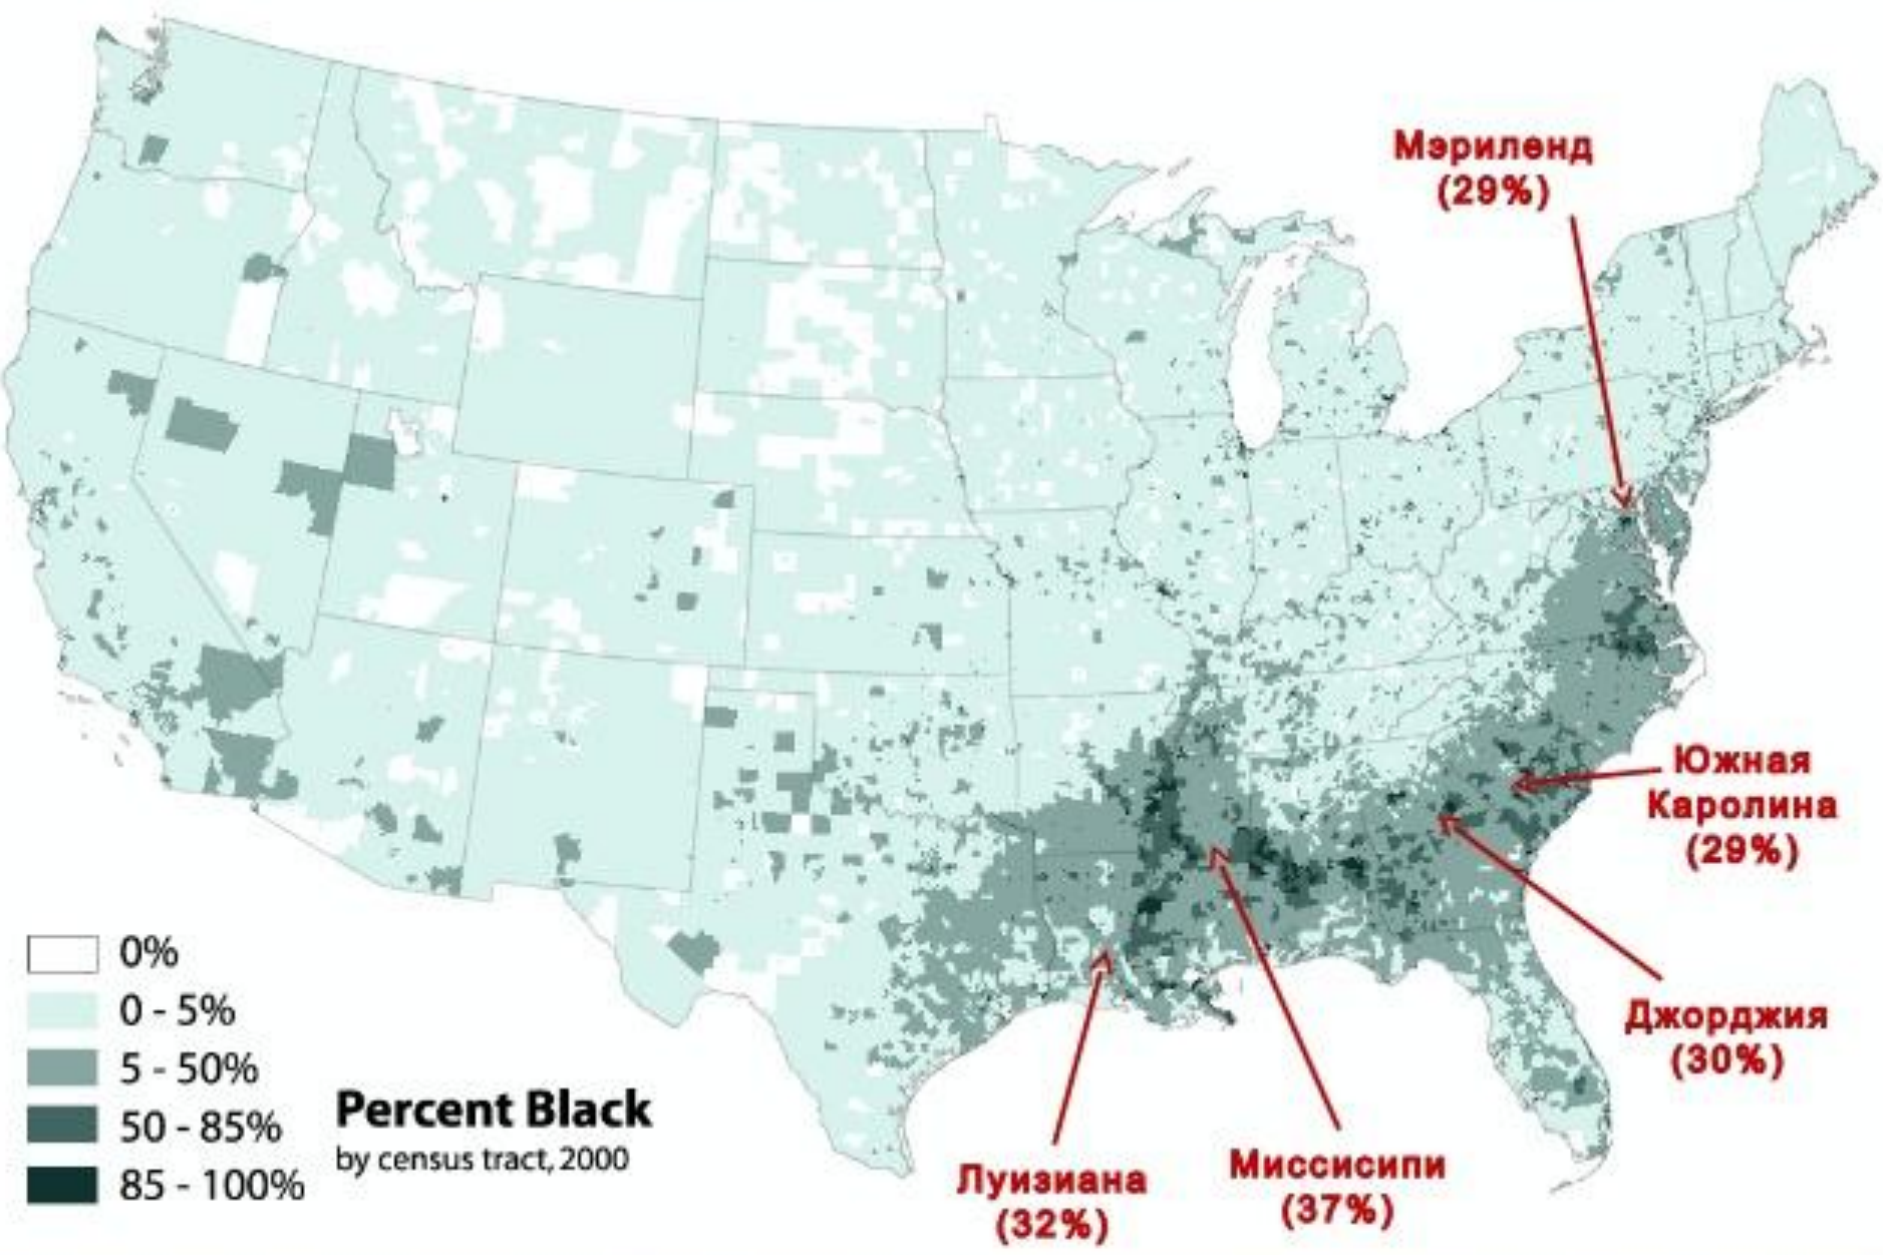 Мэриленд
(29%)
Южная
Каролина
(29%)
Джорджия
(30%)
Миссисипи
(37%)
Луизиана
(32%)
0%
0 - 5%
5 - 50%
50 - 85%
85 - 100%
Percent Black
by census tract, 2000